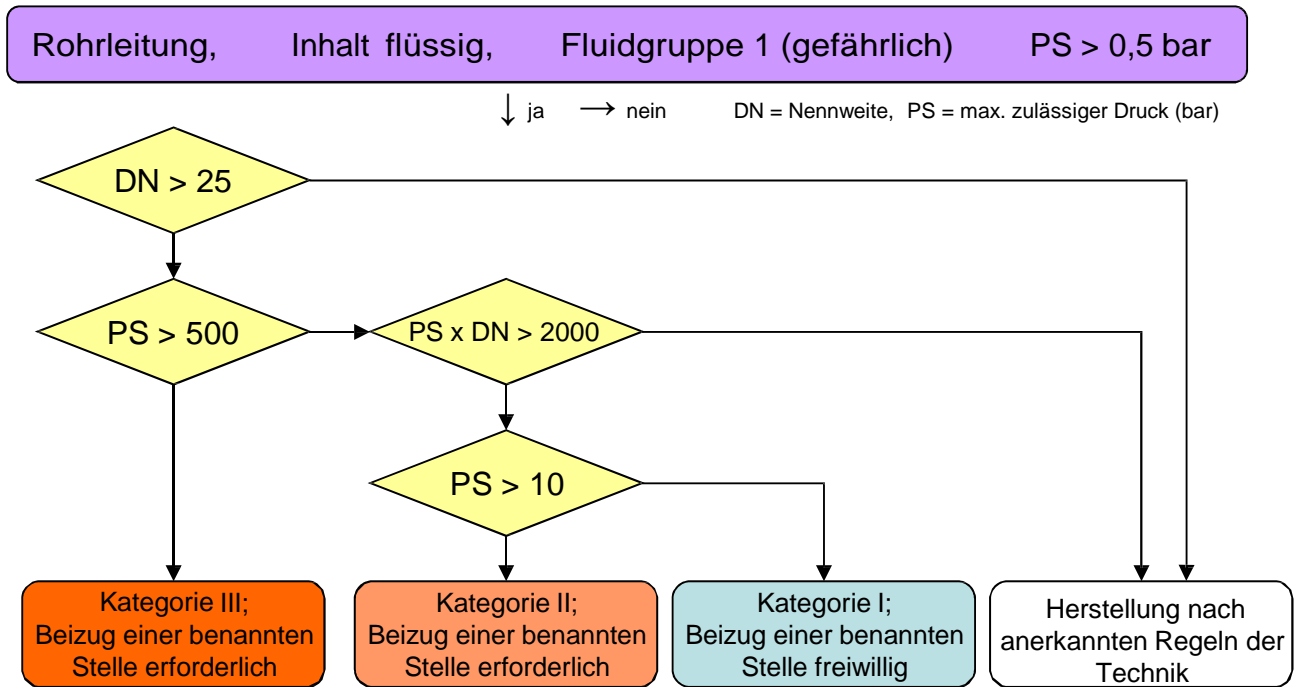 Rohrleitung, Inhalt flüssig, Fluidgruppe 1 (gefährlich) PS > 0,5 bar
↓ ja → nein DN = Nennweite, PS = max. zulässiger Druck (bar)
DN > 25
PS > 500
PS x DN > 2000
PS > 10
Kategorie III;
Beizug einer benannten
Stelle erforderlich
Kategorie II;
Beizug einer benannten
Stelle erforderlich
Kategorie I;
Beizug einer benannten
Stelle freiwillig
Herstellung nach
anerkannten Regeln der
Technik